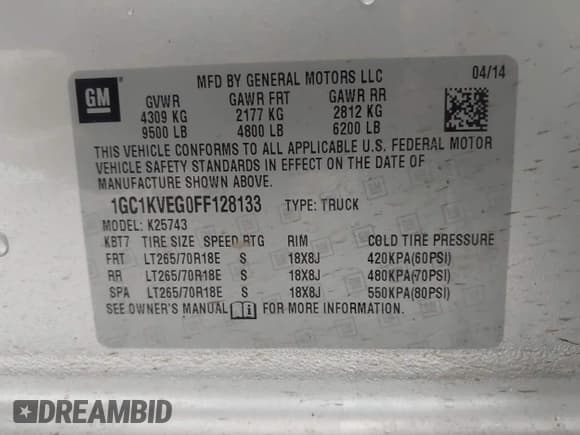 GM
MFD BY GENERAL MOTORS LLC 04/14
GVWR GAWR FRT GAWR RR
4309 KG 2177 KG 2812 KG
9500 LB 4800 LB 6200 LB
THIS VEHICLE CONFORMS TO ALL APPLICABLE U.S. FEDERAL MOTOR
VEHICLE SAFETY STANDARDS IN EFFECT ON THE DATE OF
MANUFACTURE SHOWN ABOVE.
1GC1KVEG0FF128133 TYPE: TRUCK
MODEL: K25743
KBT7 TIRE SIZE SPEED RTG RIM COLD TIRE PRESSURE
FRT LT265/70R18E S 18X8J 420KPA(60PSI)
RR LT265/70R18E S 18X8J 480KPA(70PSI)
SPA LT265/70R18E S 18X8J 550KPA(80PSI)
SEE OWNER'S MANUAL FOR MORE INFORMATION.
DREAMBID